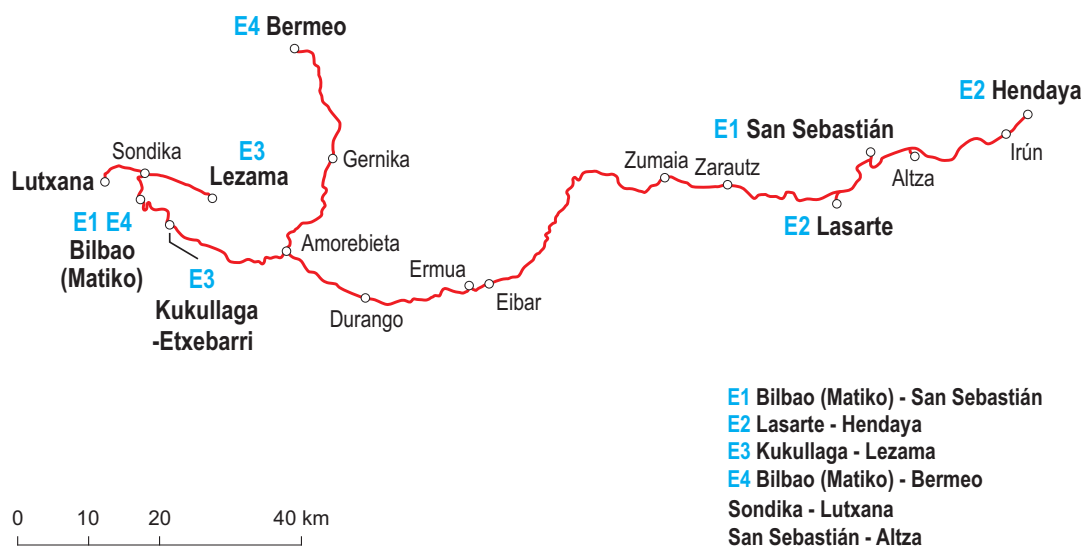 E4 Bermeo
E2 Hendaya
E1 San Sebastián
Irún
Altza
Sondika
E3
Lezama
Gernika
Zumaia
Zarautz
Lutxana
E1 E4
Bilbao
(Matiko)
E2 Lasarte
Amorebieta
E3
Kukullaga
-Etxebarri
Ermua
Eibar
Durango
E1 Bilbao (Matiko) - San Sebastián
E2 Lasarte - Hendaya
E3 Kukullaga - Lezama
E4 Bilbao (Matiko) - Bermeo
Sondika - Lutxana
San Sebastián - Altza
0 10 20 40 km